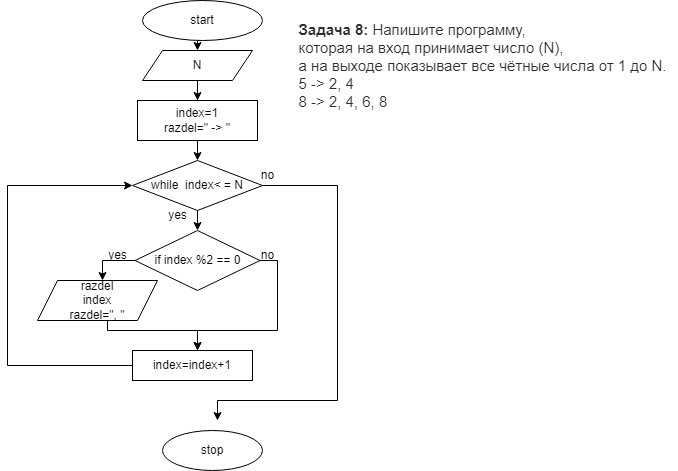 start
Задача 8: Напишите программу,
которая на вход принимает число (N),
а на выходе показывает все чётные числа от 1 до N.
5 -> 2, 4
8 -> 2, 4, 6, 8
N
index=1
razdel=" -> "
while index< = N
no
yes
if index %2 == 0
yes
no
razdel
index
razdel=", "
index=index+1
stop